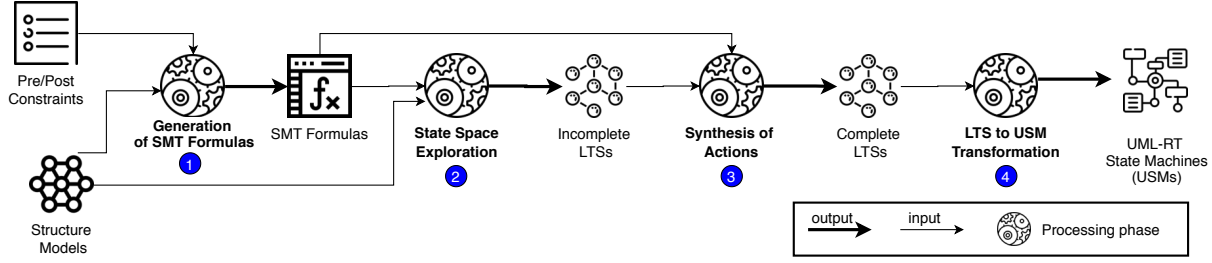 Pre/Post
Constraints
Structure
Models
Generation
of SMT Formulas
1
fx
SMT Formulas
State Space
Exploration
2
Incomplete
LTSs
Synthesis of
Actions
3
Complete
LTSs
LTS to USM
Transformation
4
UML-RT
State Machines
(USMs)
output
input
Processing phase